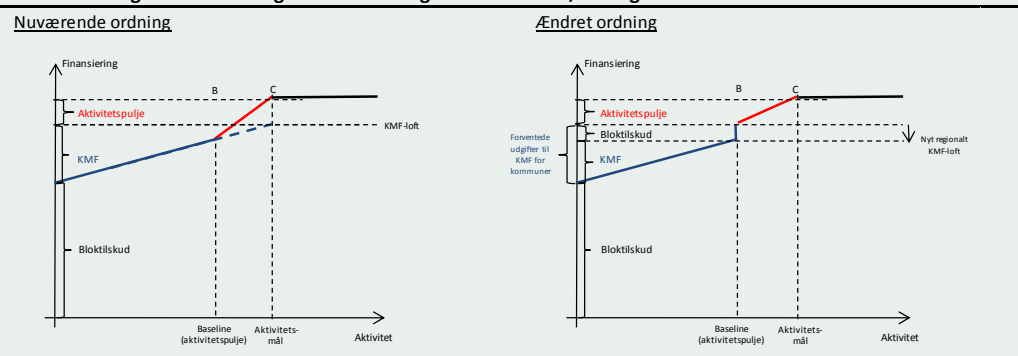 Nuværende ordning
Finansiering
B
C
Aktivitetspulje
KMF-loft
KMF
Bloktilskud
Baseline
(aktivitetspulje)
Aktivitets-
mål
Aktivitet
Ændret ordning
Finansiering
B
C
Aktivitetspulje
Forventede
udgifter til
KMF for
kommuner
Bloktilskud
Nyt regionalt
KMF-loft
KMF
Bloktilskud
Baseline
(aktivitetspulje)
Aktivitets-
mål
Aktivitet